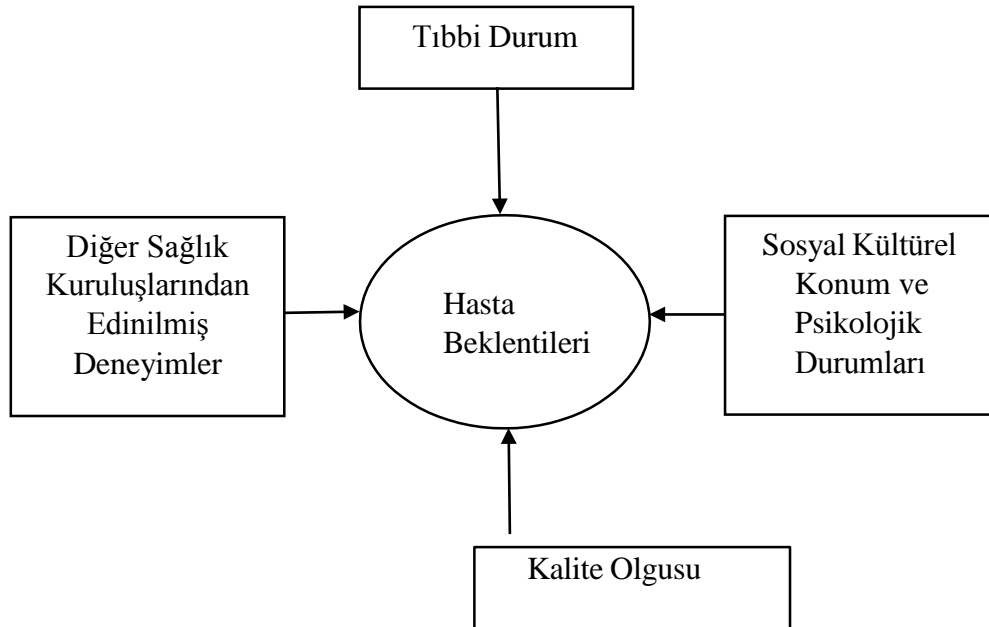 Tıbbi Durum
Diğer Sağlık
Kuruluşlarından
Edinilmiş
Deneyimler
Hasta
Beklentileri
Sosyal Kültürel
Konum ve
Psikolojik
Durumları
Kalite Olgusu